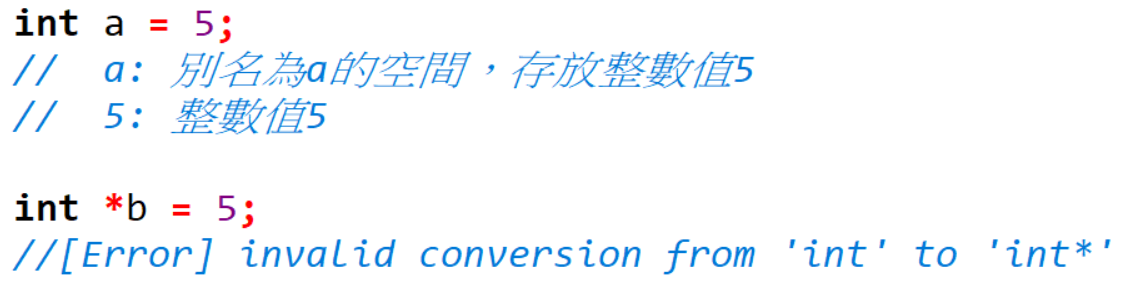 int a = 5;
// a: 別名為a的空間，存放整數值5
// 5: 整數值5
int *b = 5;
//[Error] invalid conversion from 'int' to 'int*'